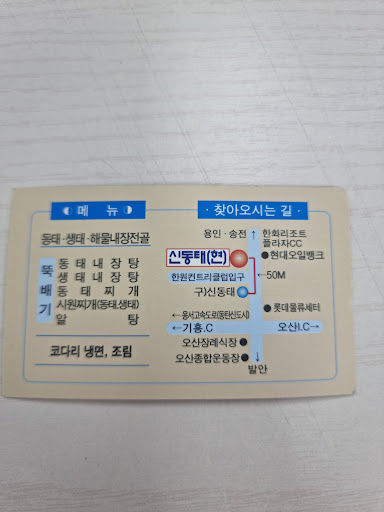 메 뉴
동태·생태·해물내장전골
뚝배기
동태내장탕
생태내장탕
동태찌개
시원찌개(동태.생태)
알 탕
코다리 냉면, 조림
· 찾아오시는 길 ·
용인·송전 ↑
한화리조트
플라자CC
신동태(현)
현대오일뱅크
한원컨트리클럽입구
←50M
구)신동태
롯데물류세터
←용서고속도로(동탄신도시)
←기흥.C
오산I.C→
오산장례식장
오산종합운동장
↓
발안